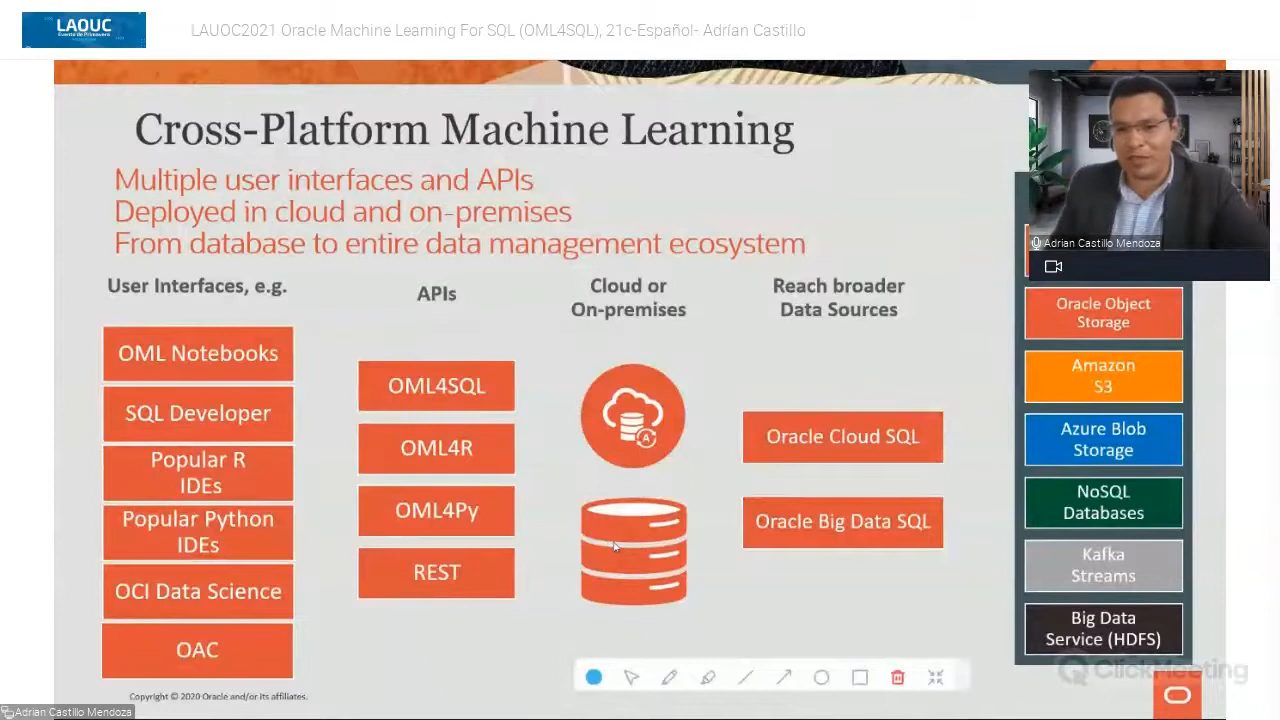 LAOUC
Evento de Primavera
LAUOC2021 Oracle Machine Learning For SQL (OML4SQL), 21c-Español- Adrían Castillo
Cross-Platform Machine Learning
Multiple user interfaces and APIs
Deployed in cloud and on-premises
From database to entire data management ecosystem
User Interfaces, e.g.
OML Notebooks
SQL Developer
Popular R
IDEs
Popular Python
IDEs
OCI Data Science
OAC
APIs
OML4SQL
OML4R
OML4Py
REST
Cloud or
On-premises
A
Reach broader
Data Sources
Oracle Cloud SQL
Oracle Big Data SQL
Adrian Castillo Mendoza
Oracle Object
Storage
Amazon
S3
Azure Blob
Storage
NoSQL
Databases
Kafka
Streams
Big Data
Service (HDFS)
ClickMeeting
Copyright © 2020 Oracle and/or its affiliates.
Adrian Castillo Mendoza